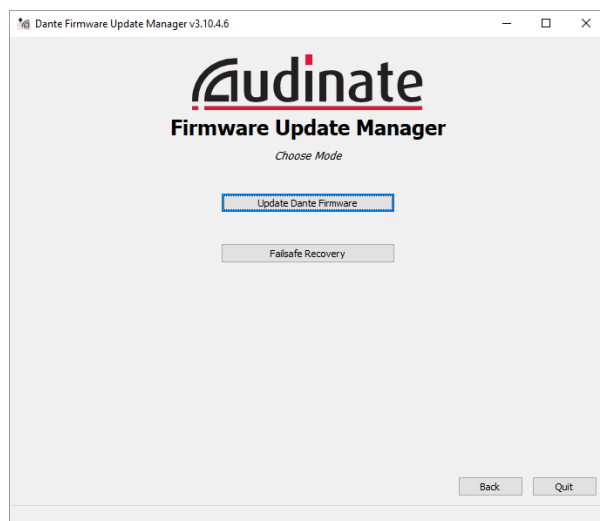 Dante Firmware Update Manager v3.10.4.6
Audinate
Firmware Update Manager
Choose Mode
Update Dante Firmware
Failsafe Recovery
Back Quit